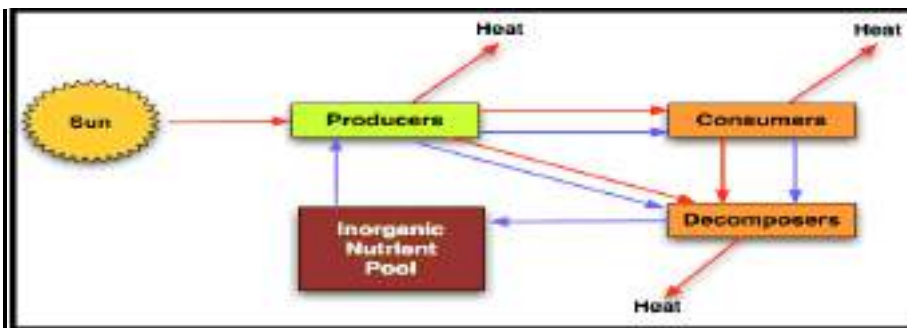 Heat
Heat
Sun
Producers
Consumers
Inorganic
Nutrient
Pool
Decomposers
Heat